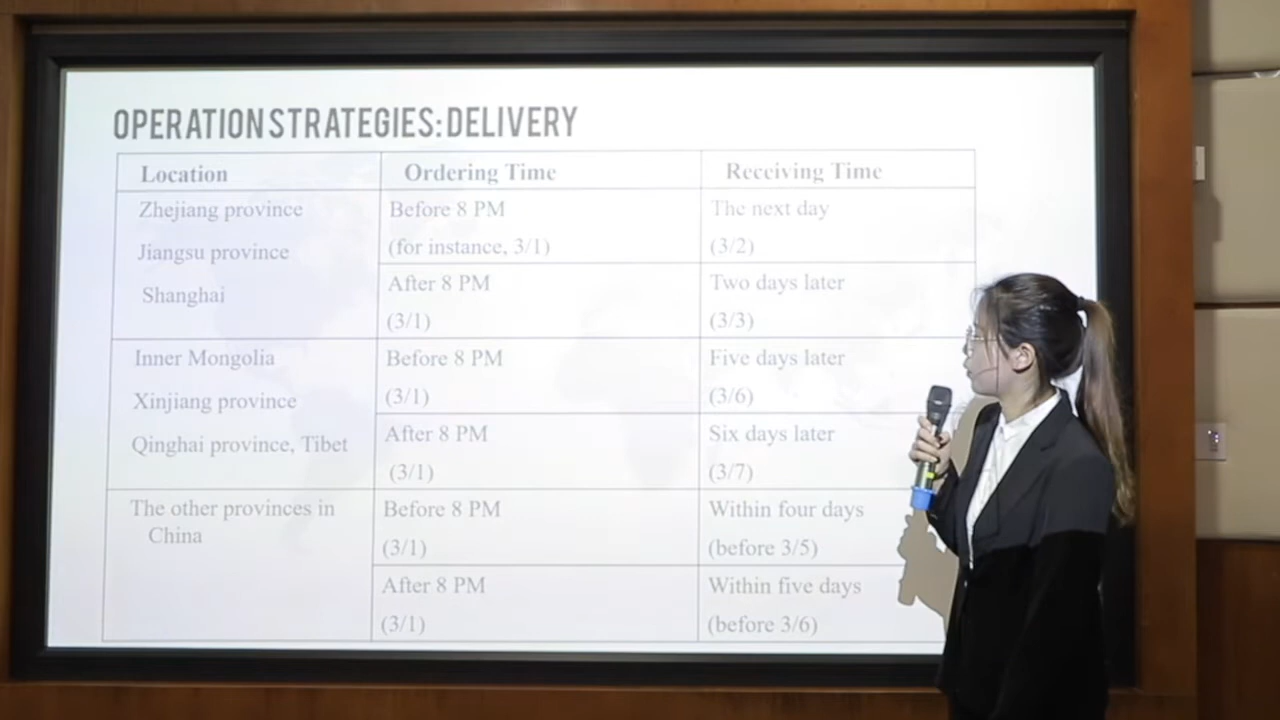 OPERATION STRATEGIES: DELIVERY
Location Ordering Time Receiving Time
Zhejiang province
Jiangsu province
Shanghai
Before 8 PM
(for instance, 3/1)
The next day
(3/2)
After 8 PM
(3/1)
Two days later
(3/3)
Inner Mongolia
Xinjiang province
Qinghai province, Tibet
Before 8 PM
(3/1)
Five days later
(3/6)
After 8 PM
(3/1)
Six days later
(3/7)
The other provinces in
China
Before 8 PM
(3/1)
Within four days
(before 3/5)
After 8 PM
(3/1)
Within five days
(before 3/6)